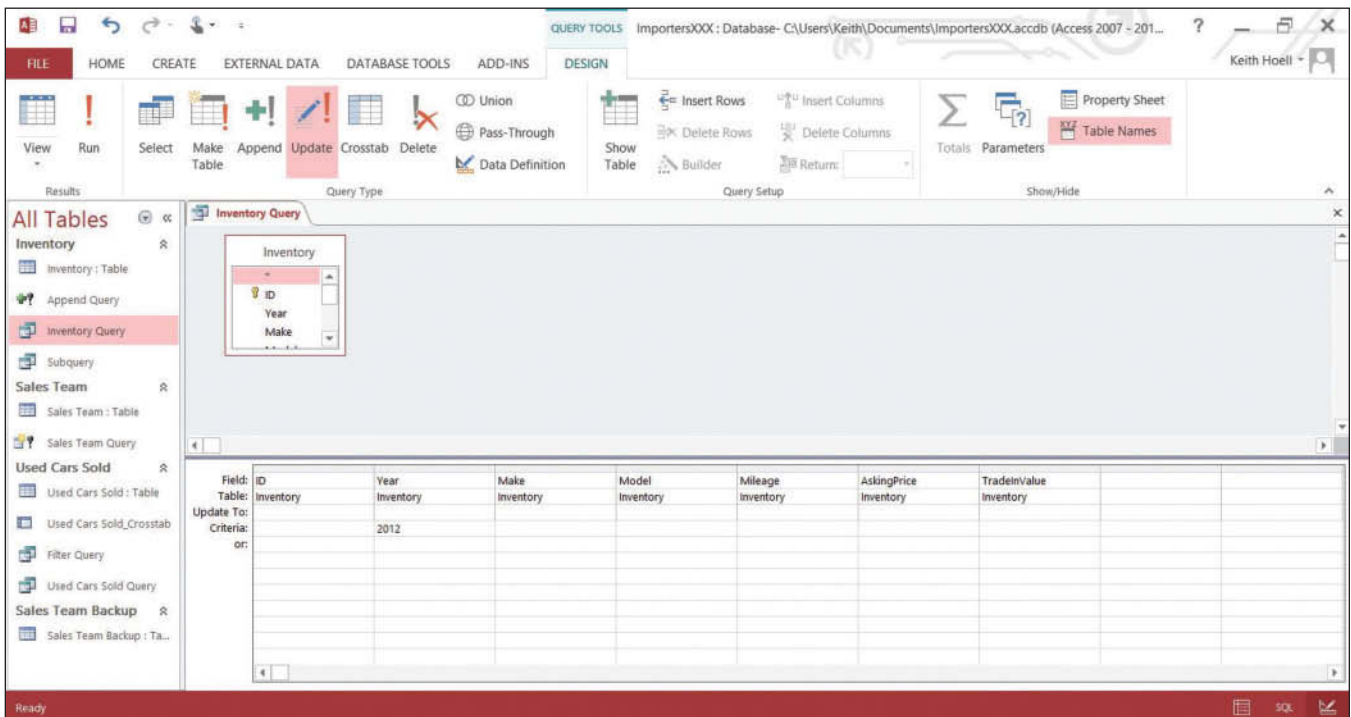 QUERY TOOLS
ImportersXXX : Database- C:\Users\Keith\Documents\ImportersXXX.accdb (Access 2007 - 201...
?
FILE HOME CREATE EXTERNAL DATA DATABASE TOOLS ADD-INS DESIGN
Keith Hoell
View
Run
Results
Select
Make Table
Append
Update
Crosstab
Delete
Union
Pass-Through
Data Definition
Query Type
Show Table
Insert Rows
Delete Rows
Builder
Insert Columns
Delete Columns
Return:
Query Setup
Totals
Parameters
Property Sheet
Table Names
Show/Hide
All Tables
Inventory
Inventory : Table
Append Query
Inventory Query
Subquery
Sales Team
Sales Team : Table
Sales Team Query
Used Cars Sold
Used Cars Sold : Table
Used Cars Sold_Crosstab
Filter Query
Used Cars Sold Query
Sales Team Backup
Sales Team Backup : Ta...
Inventory Query
Inventory
*
ID
Year
Make
Field: ID Year Make Model Mileage AskingPrice TradeInValue
Table: Inventory Inventory Inventory Inventory Inventory Inventory Inventory
Update To:
Criteria: 2012
or:
Ready
SQL